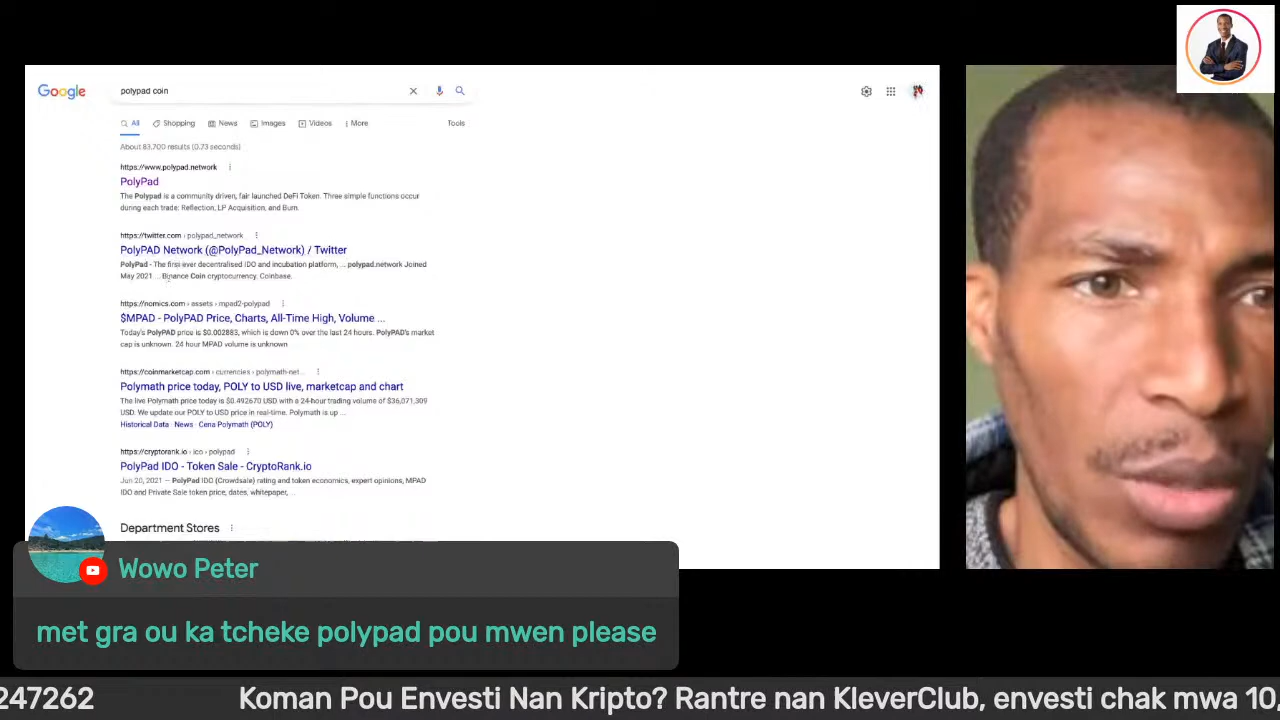 Google
polypad coin
All Shopping News Images Videos More Tools
About 83,700 results (0.73 seconds)
https://www.polypad.network
PolyPad
The Polypad is a community driven, fair launched DeFi Token. Three simple functions occur
during each trade: Reflection, LP Acquisition, and Burn.
https://twitter.com › polypad_network
PolyPAD Network (@PolyPad_Network) / Twitter
PolyPad - The first ever decentralised IDO and incubation platform, ... polypad.network Joined
May 2021 ... Binance Coin cryptocurrency. Coinbase.
https://nomics.com › assets › mpad2-polypad
$MPAD - PolyPAD Price, Charts, All-Time High, Volume ...
Today's PolyPAD price is $0.002883, which is down 0% over the last 24 hours. PolyPAD's market
cap is unknown. 24 hour MPAD volume is unknown
https://coinmarketcap.com › currencies › polymath-net...
Polymath price today, POLY to USD live, marketcap and chart
The live Polymath price today is $0.492670 USD with a 24-hour trading volume of $36,071,309
USD. We update our POLY to USD price in real-time. Polymath is up ...
Historical Data · News · Cena Polymath (POLY)
https://cryptorank.io › ico › polypad
PolyPad IDO - Token Sale - CryptoRank.io
Jun 20, 2021 — PolyPad IDO (Crowdsale) rating and token economics, expert opinions, MPAD
IDO and Private Sale token price, dates, whitepaper, ...
Department Stores
Wowo Peter
met gra ou ka tcheke polypad pou mwen please
247262 Koman Pou Envesti Nan Kripto? Rantre nan KleverClub, envesti chak mwa 10,